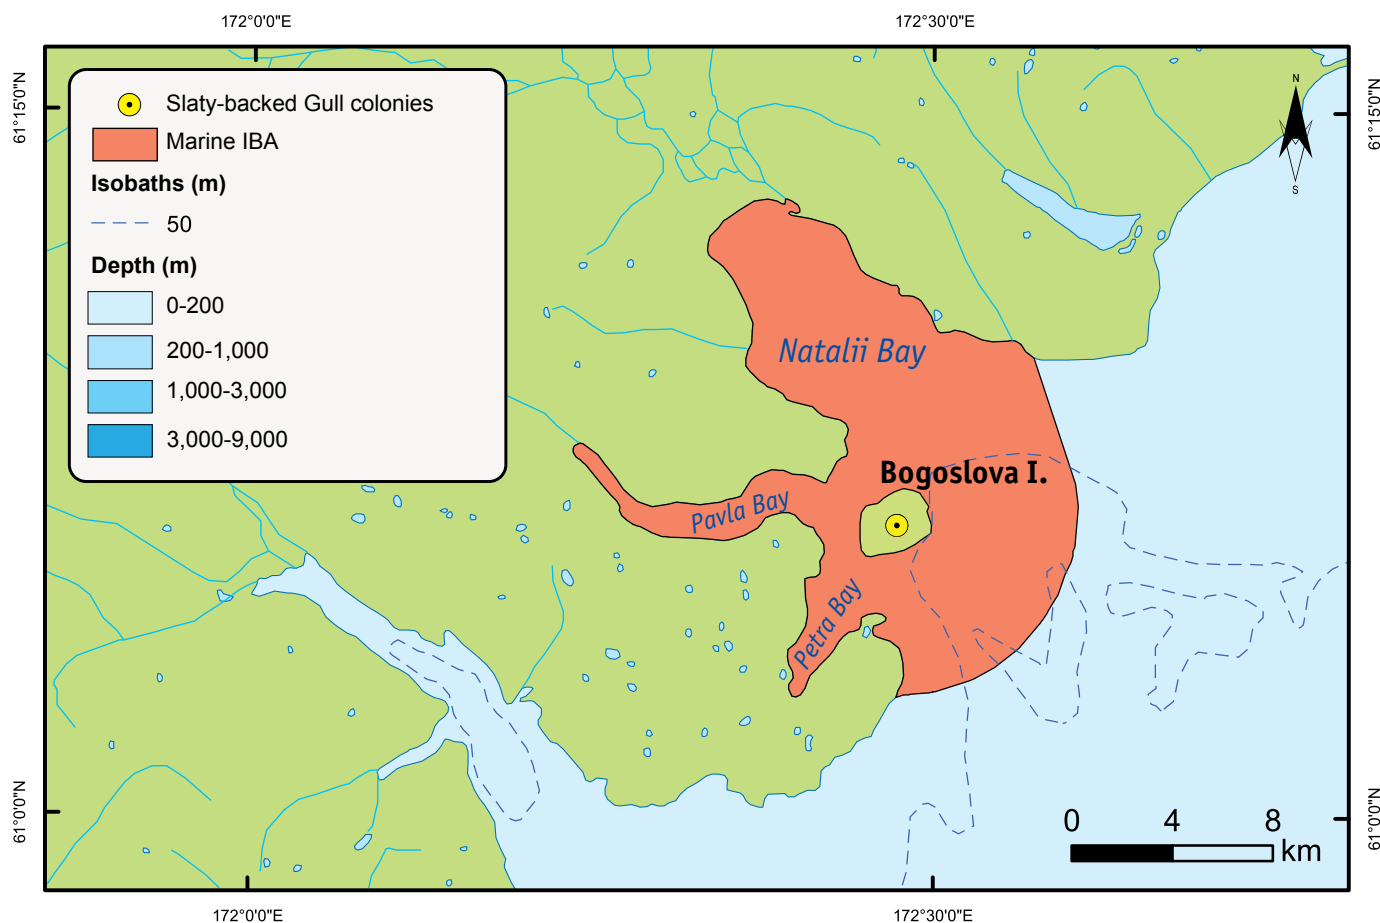 172°0'0"E
172°30'0"E
61°15'0"N
61°15'0"N
N
S
Slaty-backed Gull colonies
Marine IBA
Isobaths (m)
50
Depth (m)
0-200
200-1,000
1,000-3,000
3,000-9,000
Natalii Bay
Bogoslova I.
Pavla Bay
Petra Bay
61°0'0"N
61°0'0"N
0 4 8
km
172°0'0"E
172°30'0"E